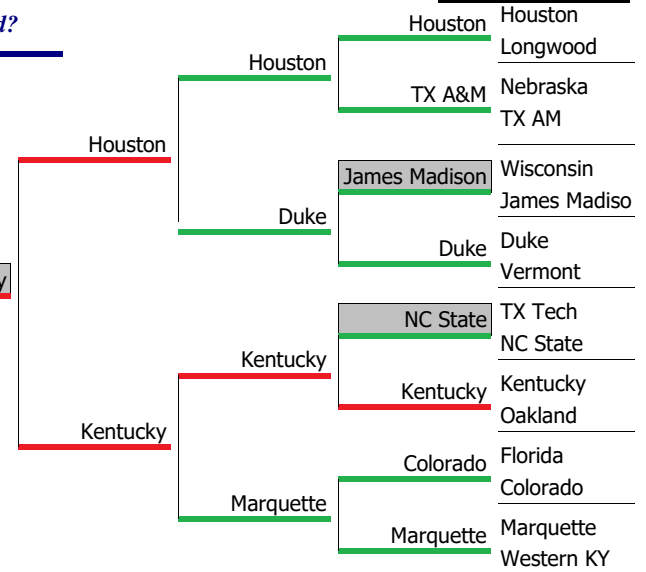 d?
Houston
Longwood
Nebraska
TX AM
Wisconsin
James Madiso
Duke
Vermont
TX Tech
NC State
Kentucky
Oakland
Florida
Colorado
Marquette
Western KY
Houston
TX A&M
James Madison
Duke
NC State
Kentucky
Colorado
Marquette
Houston
Duke
Kentucky
Marquette
Houston
Kentucky
y